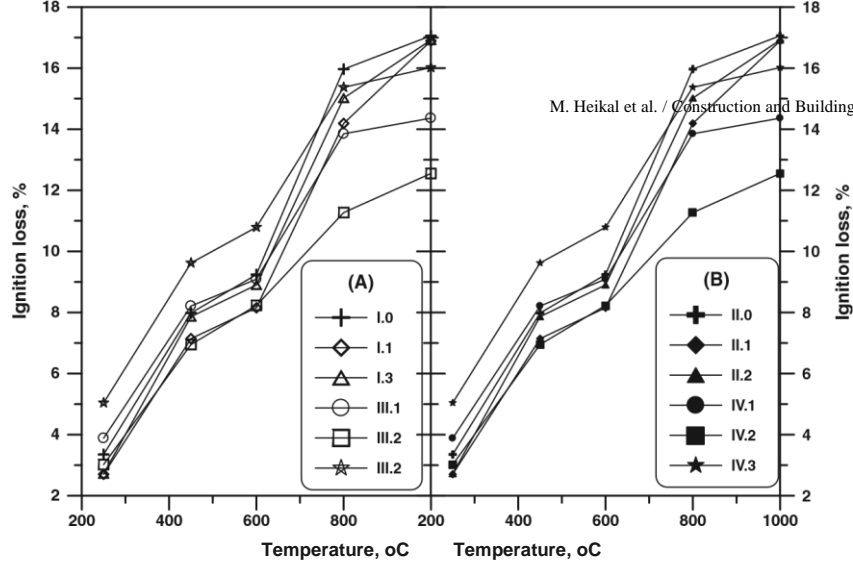 18
16
14
12
10
8
6
4
2
Ignition loss, %
(A)
I.0
I.1
I.3
III.1
III.2
III.2
200
400
600
800
200
Temperature, oC
M. Heikal et al. / Construction and Building
(B)
II.0
II.1
II.2
IV.1
IV.2
IV.3
400
600
800
1000
Temperature, oC
18
16
14
12
10
8
6
4
2
Ignition loss, %